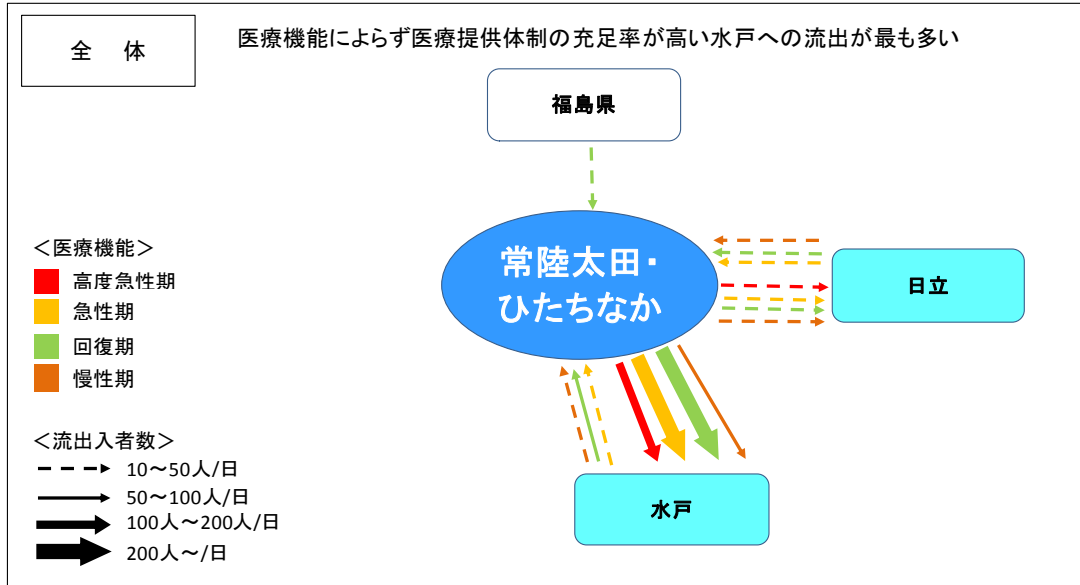 全 体
医療機能によらず医療提供体制の充足率が高い水戸への流出が最も多い
福島県
常陸太田・
ひたちなか
日立
水戸
＜医療機能＞
高度急性期
急性期
回復期
慢性期
＜流出入者数＞
10～50人/日
50～100人/日
100人～200人/日
200人～/日